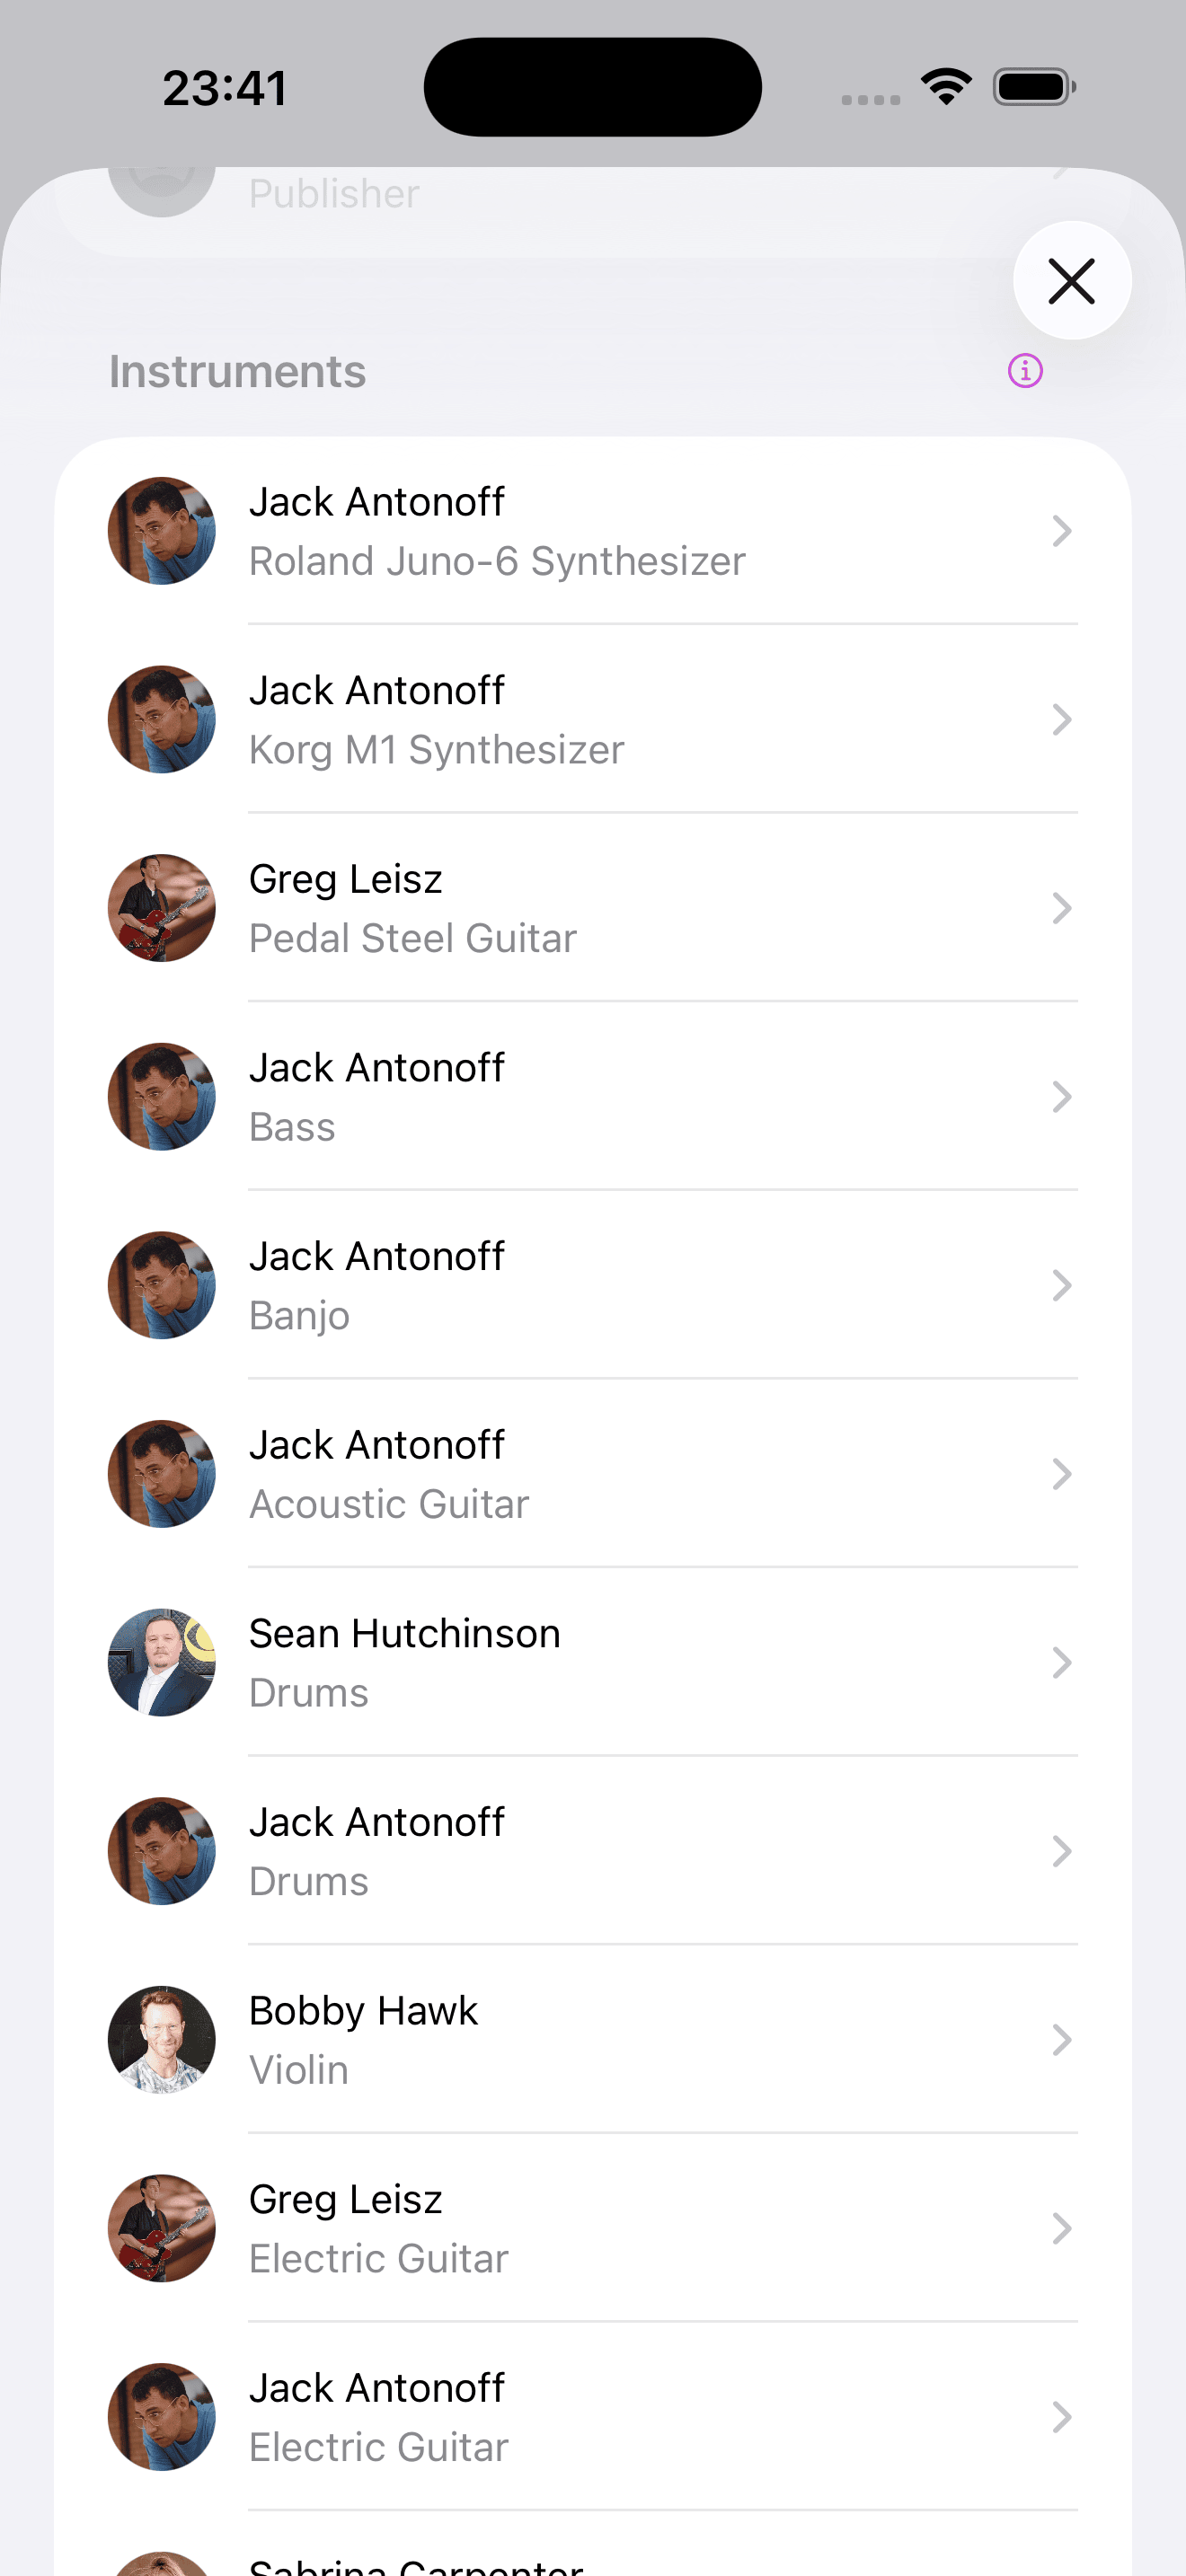 23:41
Publisher
Instruments
Jack Antonoff
Roland Juno-6 Synthesizer
Jack Antonoff
Korg M1 Synthesizer
Greg Leisz
Pedal Steel Guitar
Jack Antonoff
Bass
Jack Antonoff
Banjo
Jack Antonoff
Acoustic Guitar
Sean Hutchinson
Drums
Jack Antonoff
Drums
Bobby Hawk
Violin
Greg Leisz
Electric Guitar
Jack Antonoff
Electric Guitar
Sabrina Carpenter